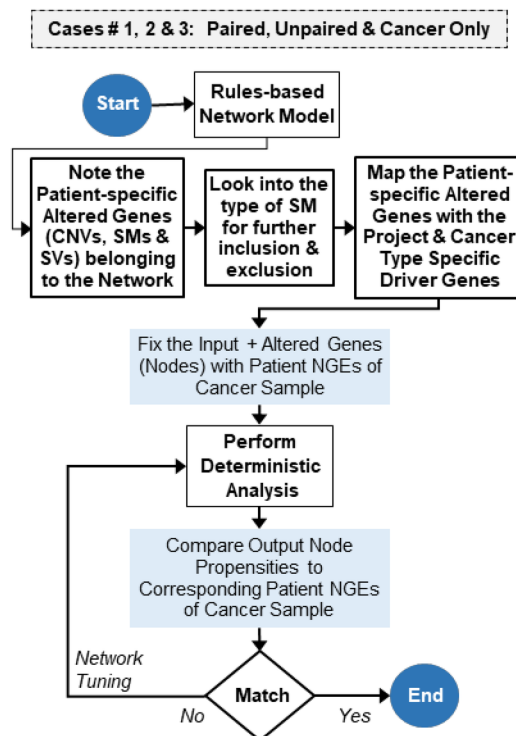 Cases # 1, 2 & 3: Paired, Unpaired & Cancer Only
Start
Rules-based
Network Model
Note the
Patient-specific
Altered Genes
(CNVs, SMs &
SVs) belonging
to the Network
Look into the
type of SM
for further
inclusion &
exclusion
Map the Patient-
specific Altered
Genes with the
Project & Cancer
Type Specific
Driver Genes
Fix the Input + Altered Genes
(Nodes) with Patient NGEs of
Cancer Sample
Perform
Deterministic
Analysis
Compare Output Node
Propensities to
Corresponding Patient NGEs
of Cancer Sample
Network
Tuning
Match
No
Yes
End